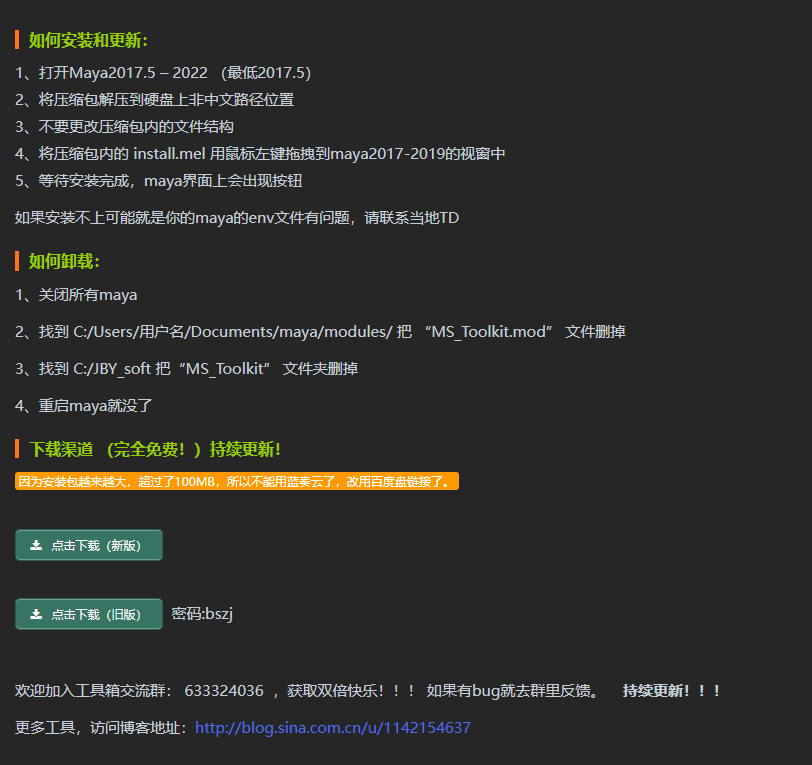 如何安装和更新：
1、打开Maya2017.5 – 2022 （最低2017.5）
2、将压缩包解压到硬盘上非中文路径位置
3、不要更改压缩包内的文件结构
4、将压缩包内的 install.mel 用鼠标左键拖拽到maya2017-2019的视窗中
5、等待安装完成，maya界面上会出现按钮
如果安装不上可能就是你的maya的env文件有问题，请联系当地TD
如何卸载：
1、关闭所有maya
2、找到 C:/Users/用户名/Documents/maya/modules/ 把 “MS_Toolkit.mod” 文件删掉
3、找到 C:/JBY_soft 把“MS_Toolkit” 文件夹删掉
4、重启maya就没了
下载渠道 （完全免费！）持续更新！
因为安装包越来越大，超过了100MB，所以不能用蓝奏云了，改用百度盘链接了。
点击下载（新版）
点击下载（旧版） 密码:bszj
欢迎加入工具箱交流群： 633324036 ，获取双倍快乐！！！ 如果有bug就去群里反馈。 持续更新！！！
更多工具，访问博客地址：http://blog.sina.com.cn/u/1142154637